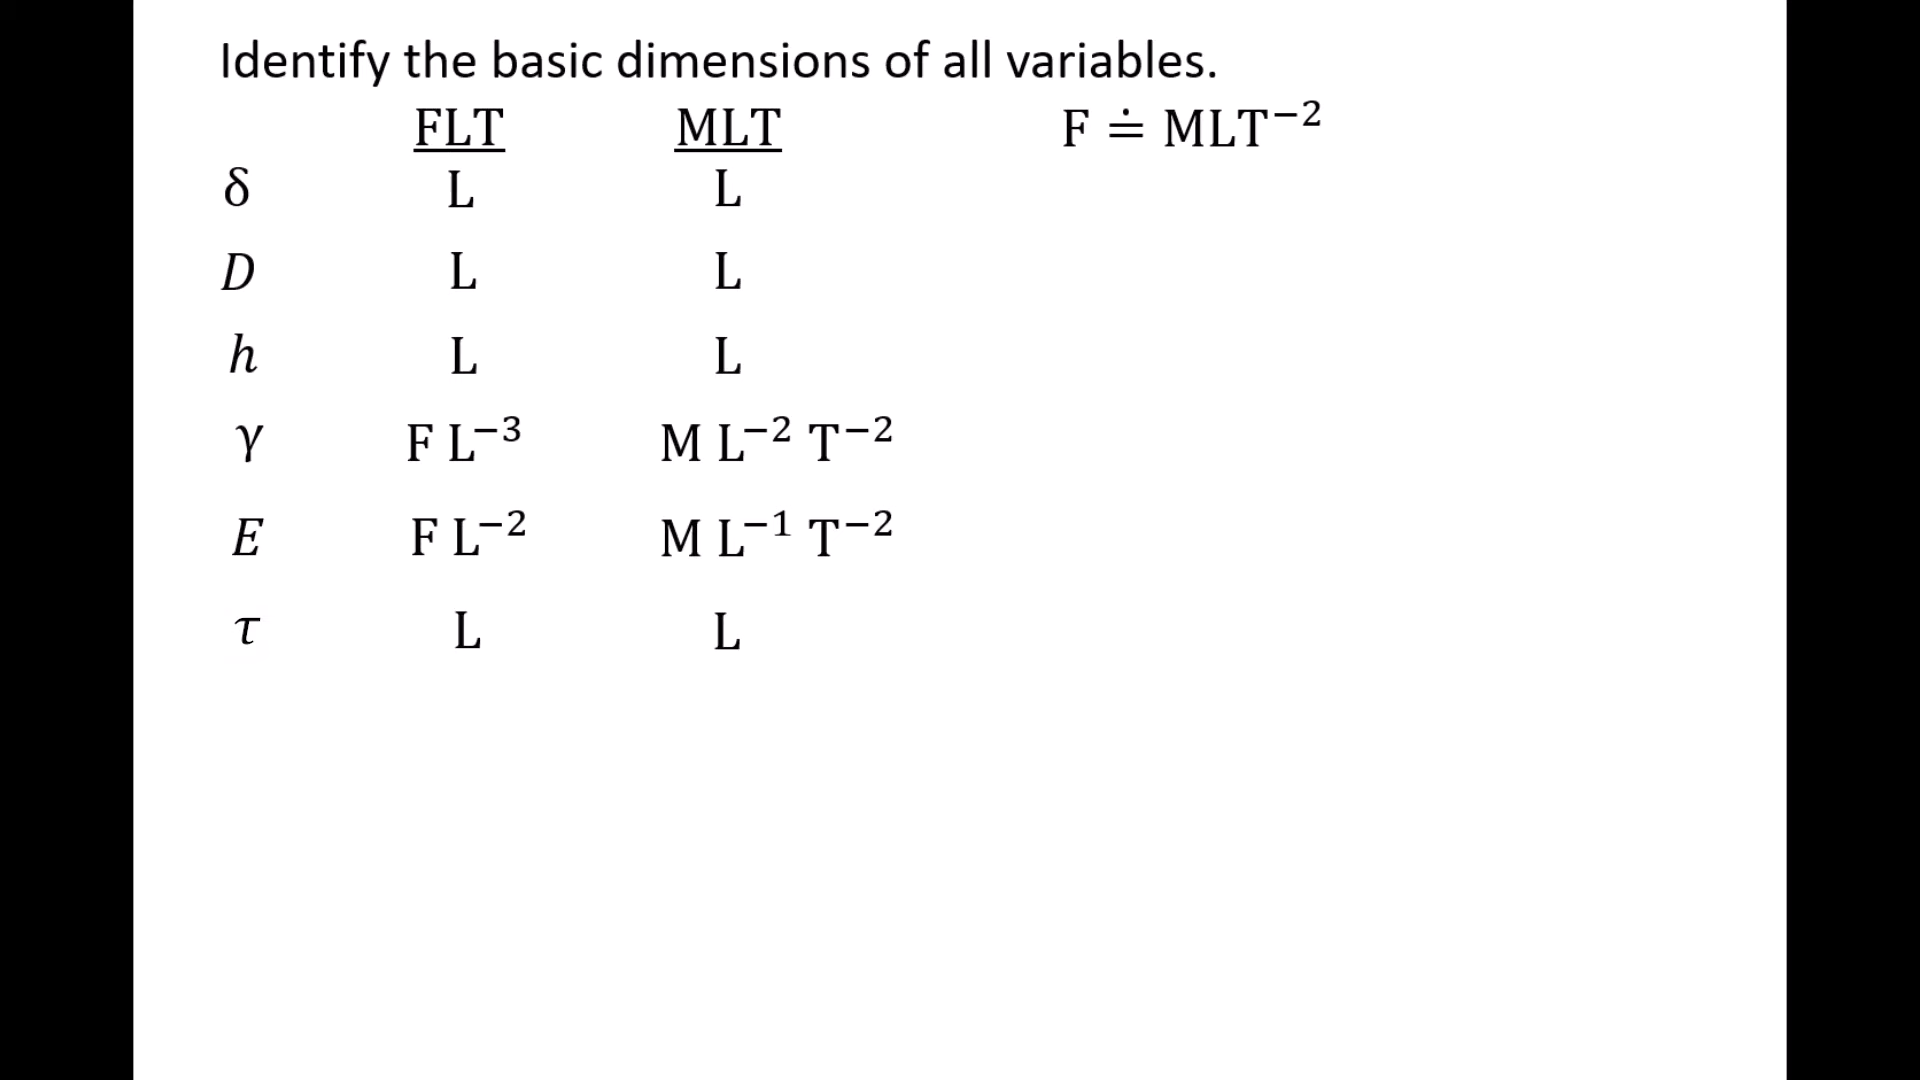 Identify the basic dimensions of all variables.
FLT MLT F ≐ MLT⁻²
δ L L
D L L
h L L
γ F L⁻³ M L⁻² T⁻²
E F L⁻² M L⁻¹ T⁻²
τ L L